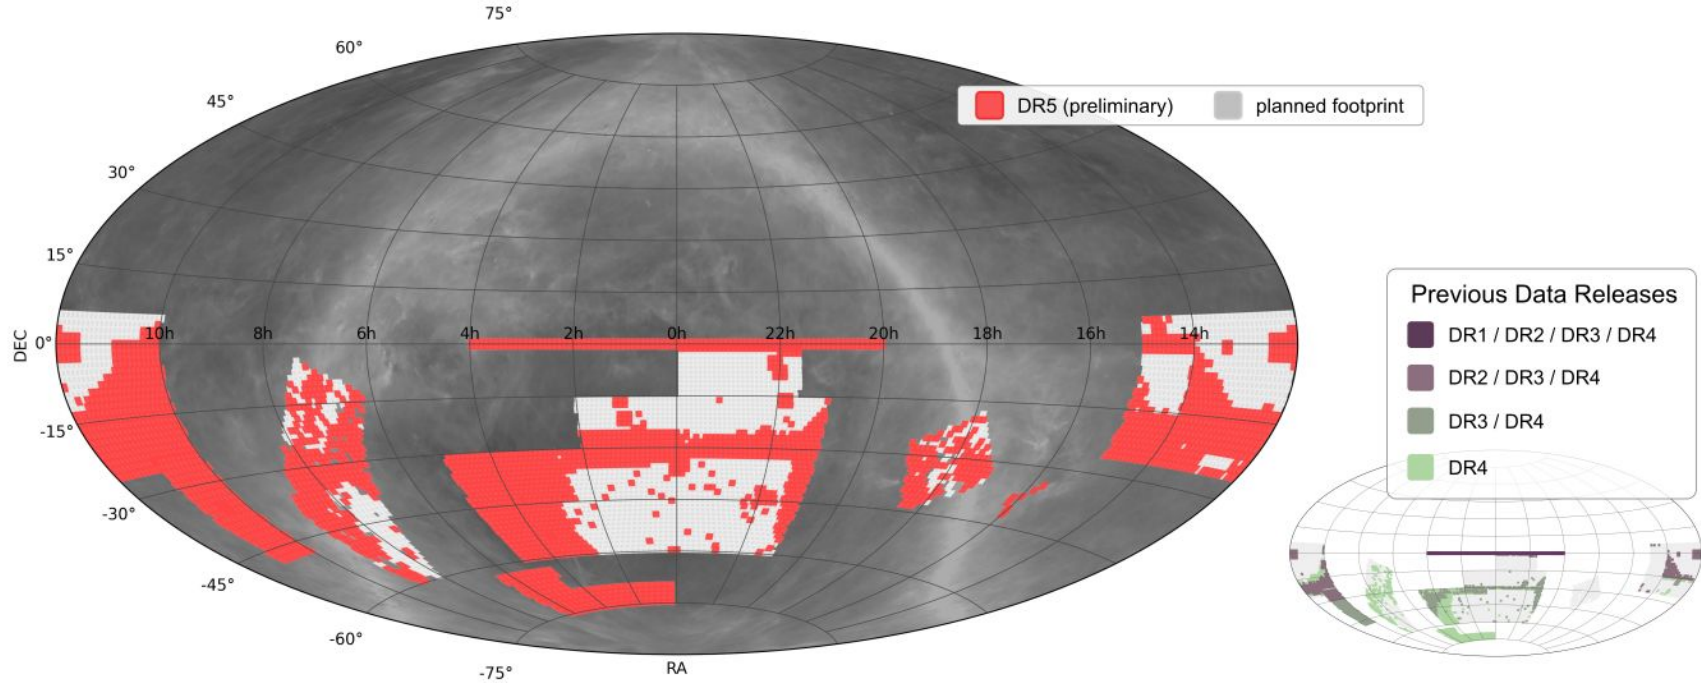 75°
60°
45°
30°
15°
0°
-15°
-30°
-45°
-60°
-75°
DEC
RA
10h 8h 6h 4h 2h 0h 22h 20h 18h 16h 14h
DR5 (preliminary) planned footprint
Previous Data Releases
DR1 / DR2 / DR3 / DR4
DR2 / DR3 / DR4
DR3 / DR4
DR4